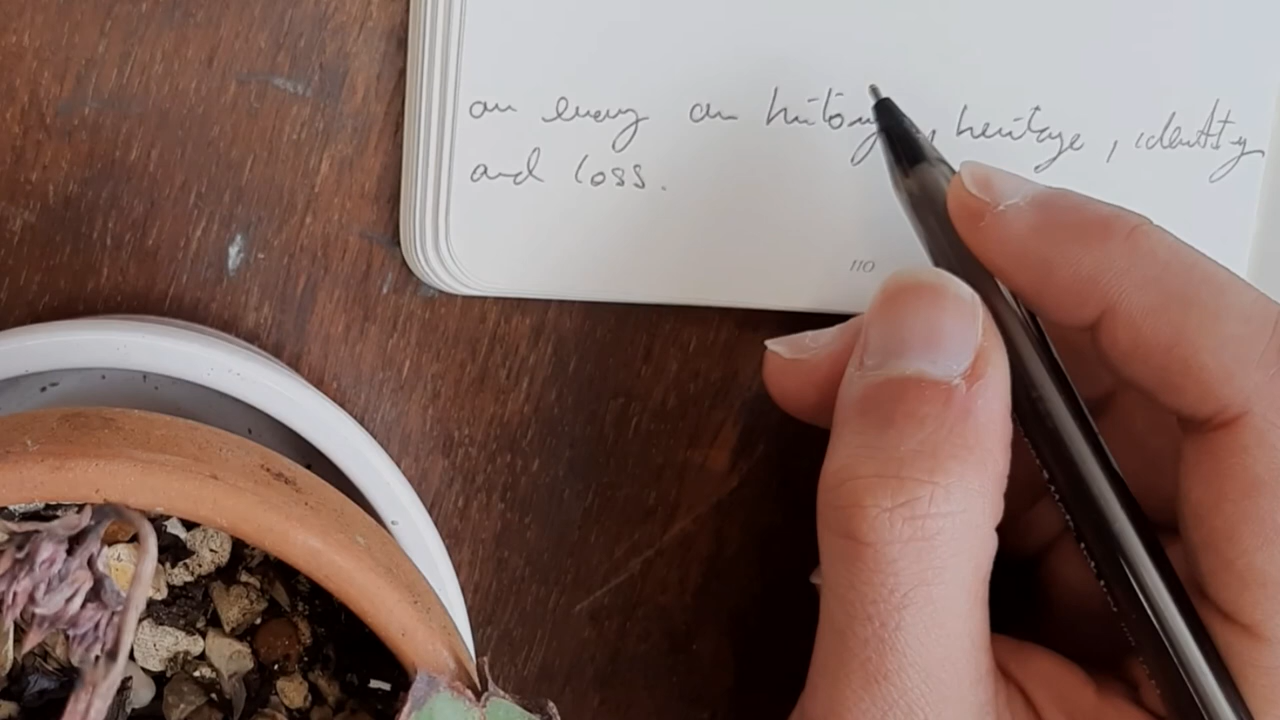 an essay on history, heritage, identity
and loss.
110